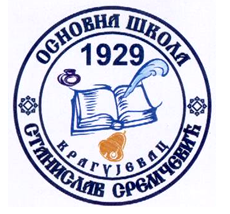 ОСНОВНА ШКОЛА
1929
КРАГУЈЕВАЦ
СТАНИСЛАВ СРЕМЧЕВИЋ